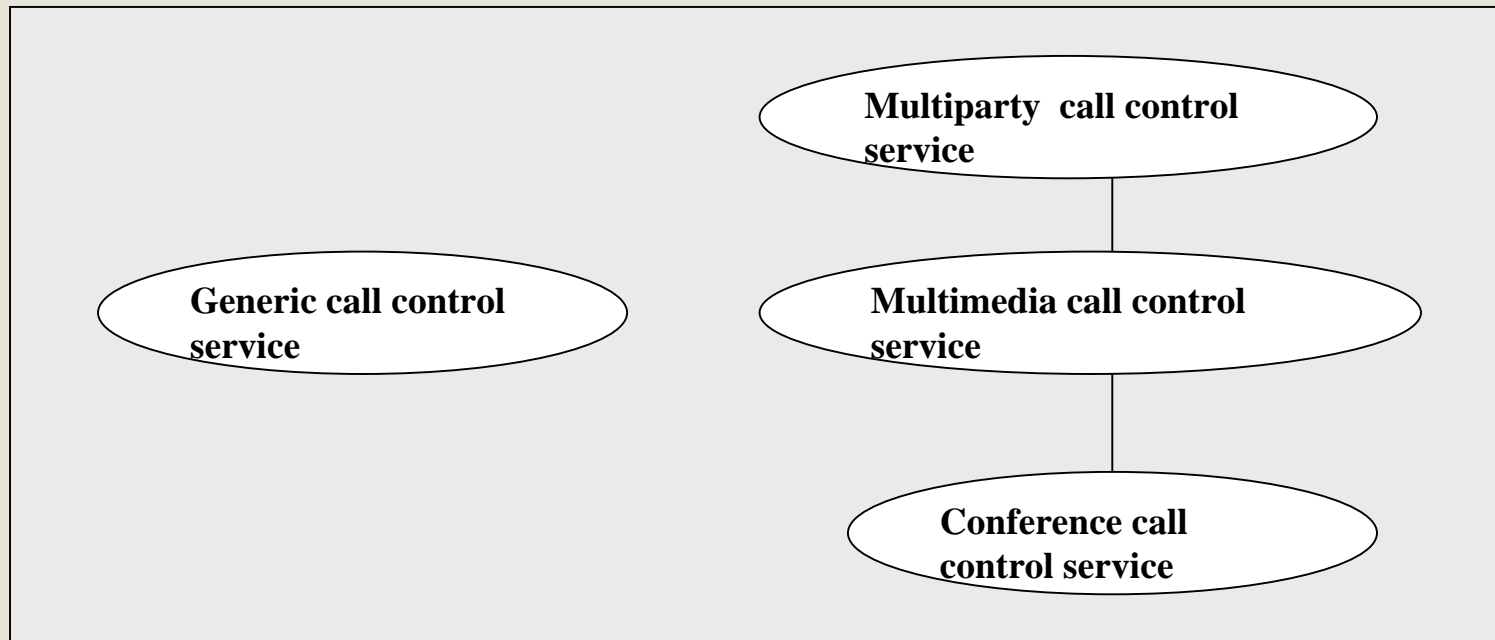 Multiparty  call control
service
Generic call control
service
Multimedia call control
service
Conference call
control service